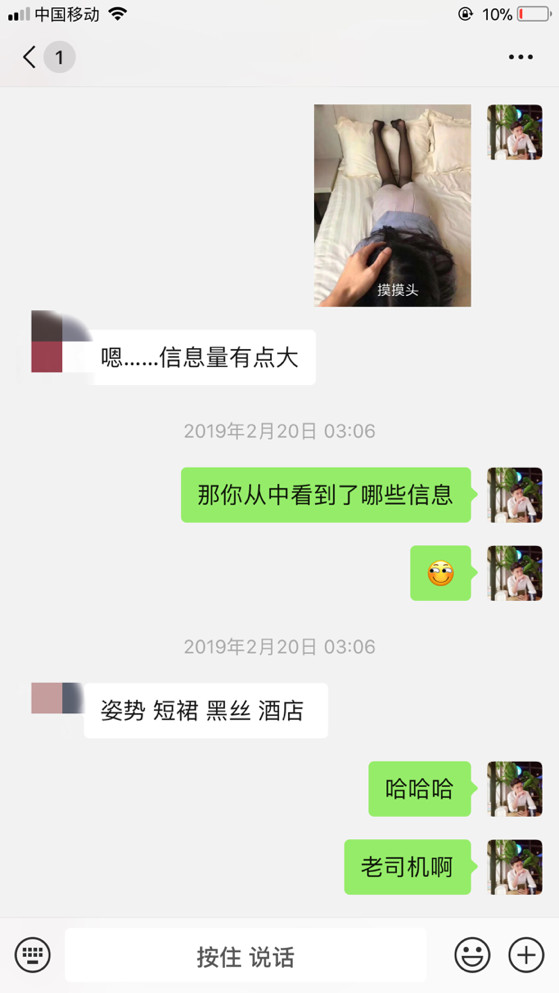 中国移动
10%
1
摸摸头
嗯......信息量有点大
2019年2月20日 03:06
那你从中看到了哪些信息
2019年2月20日 03:06
姿势 短裙 黑丝 酒店
哈哈哈
老司机啊
按住 说话